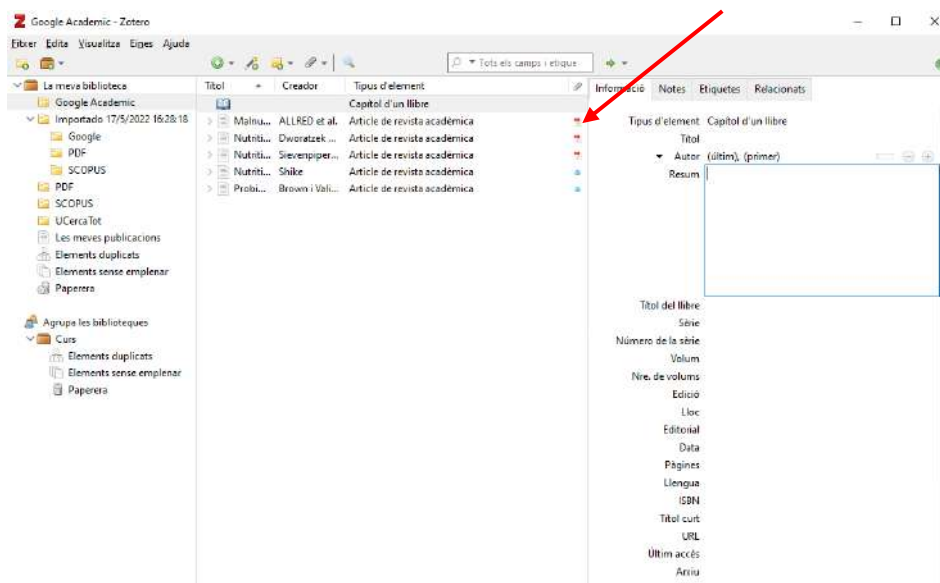 Google Academic - Zotero
Fitxer Edita Visualitza Eines Ajuda
Tots els camps i etique
La meva biblioteca
Google Academic
Importado 17/5/2022 16:28:18
Google
PDF
SCOPUS
PDF
SCOPUS
UCercaTot
Les meves publicacions
Elements duplicats
Elements sense emplenar
Paperera
Agrupa les biblioteques
Curs
Elements duplicats
Elements sense emplenar
Paperera
Títol Creador Tipus d'element
Capítol d'un llibre
Malnu... ALLRED et al. Article de revista acadèmica
Nutriti... Dworatzek ... Article de revista acadèmica
Nutriti... Sievenpiper... Article de revista acadèmica
Nutriti... Shike Article de revista acadèmica
Probi... Brown i Vali... Article de revista acadèmica
Informació Notes Etiquetes Relacionats
Tipus d'element Capítol d'un llibre
Títol
Autor (últim), (primer)
Resum
Títol del llibre
Sèrie
Número de la sèrie
Volum
Nre. de volums
Edició
Lloc
Editorial
Data
Pàgines
Llengua
ISBN
Títol curt
URL
Últim accés
Arxiu